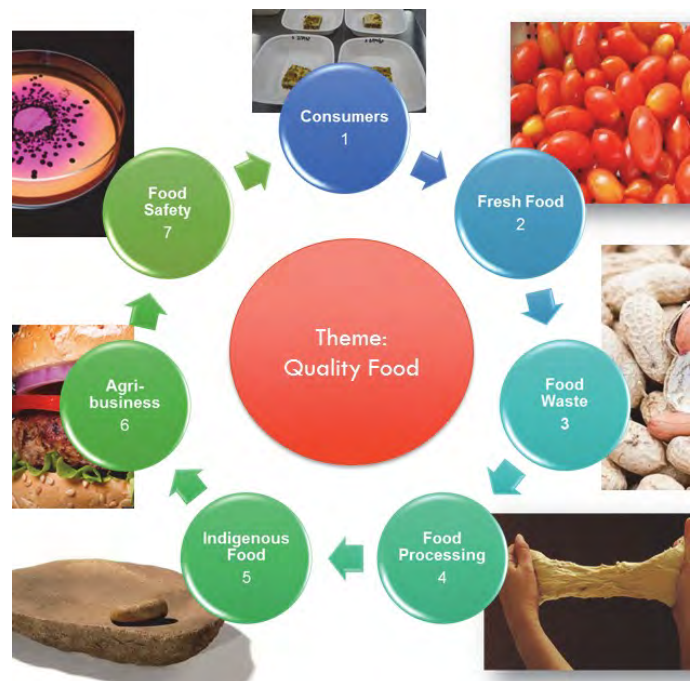 Consumers
1
Fresh Food
2
Food
Waste
3
Food
Processing
4
Indigenous
Food
5
Agri-
business
6
Food
Safety
7
Theme:
Quality Food